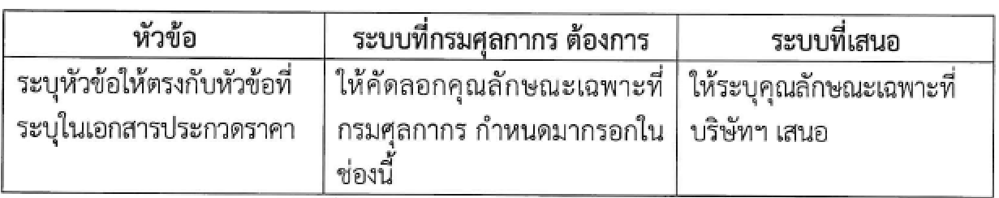 หัวข้อ ระบบที่กรมศุลกากร ต้องการ ระบบที่เสนอ
ระบุหัวข้อให้ตรงกับหัวข้อที่ ให้คัดลอกคุณลักษณะเฉพาะที่ ให้ระบุคุณลักษณะเฉพาะที่
ระบุในเอกสารประกวดราคา กรมศุลกากร กำหนดมากรอกใน บริษัทฯ เสนอ
ช่องนี้